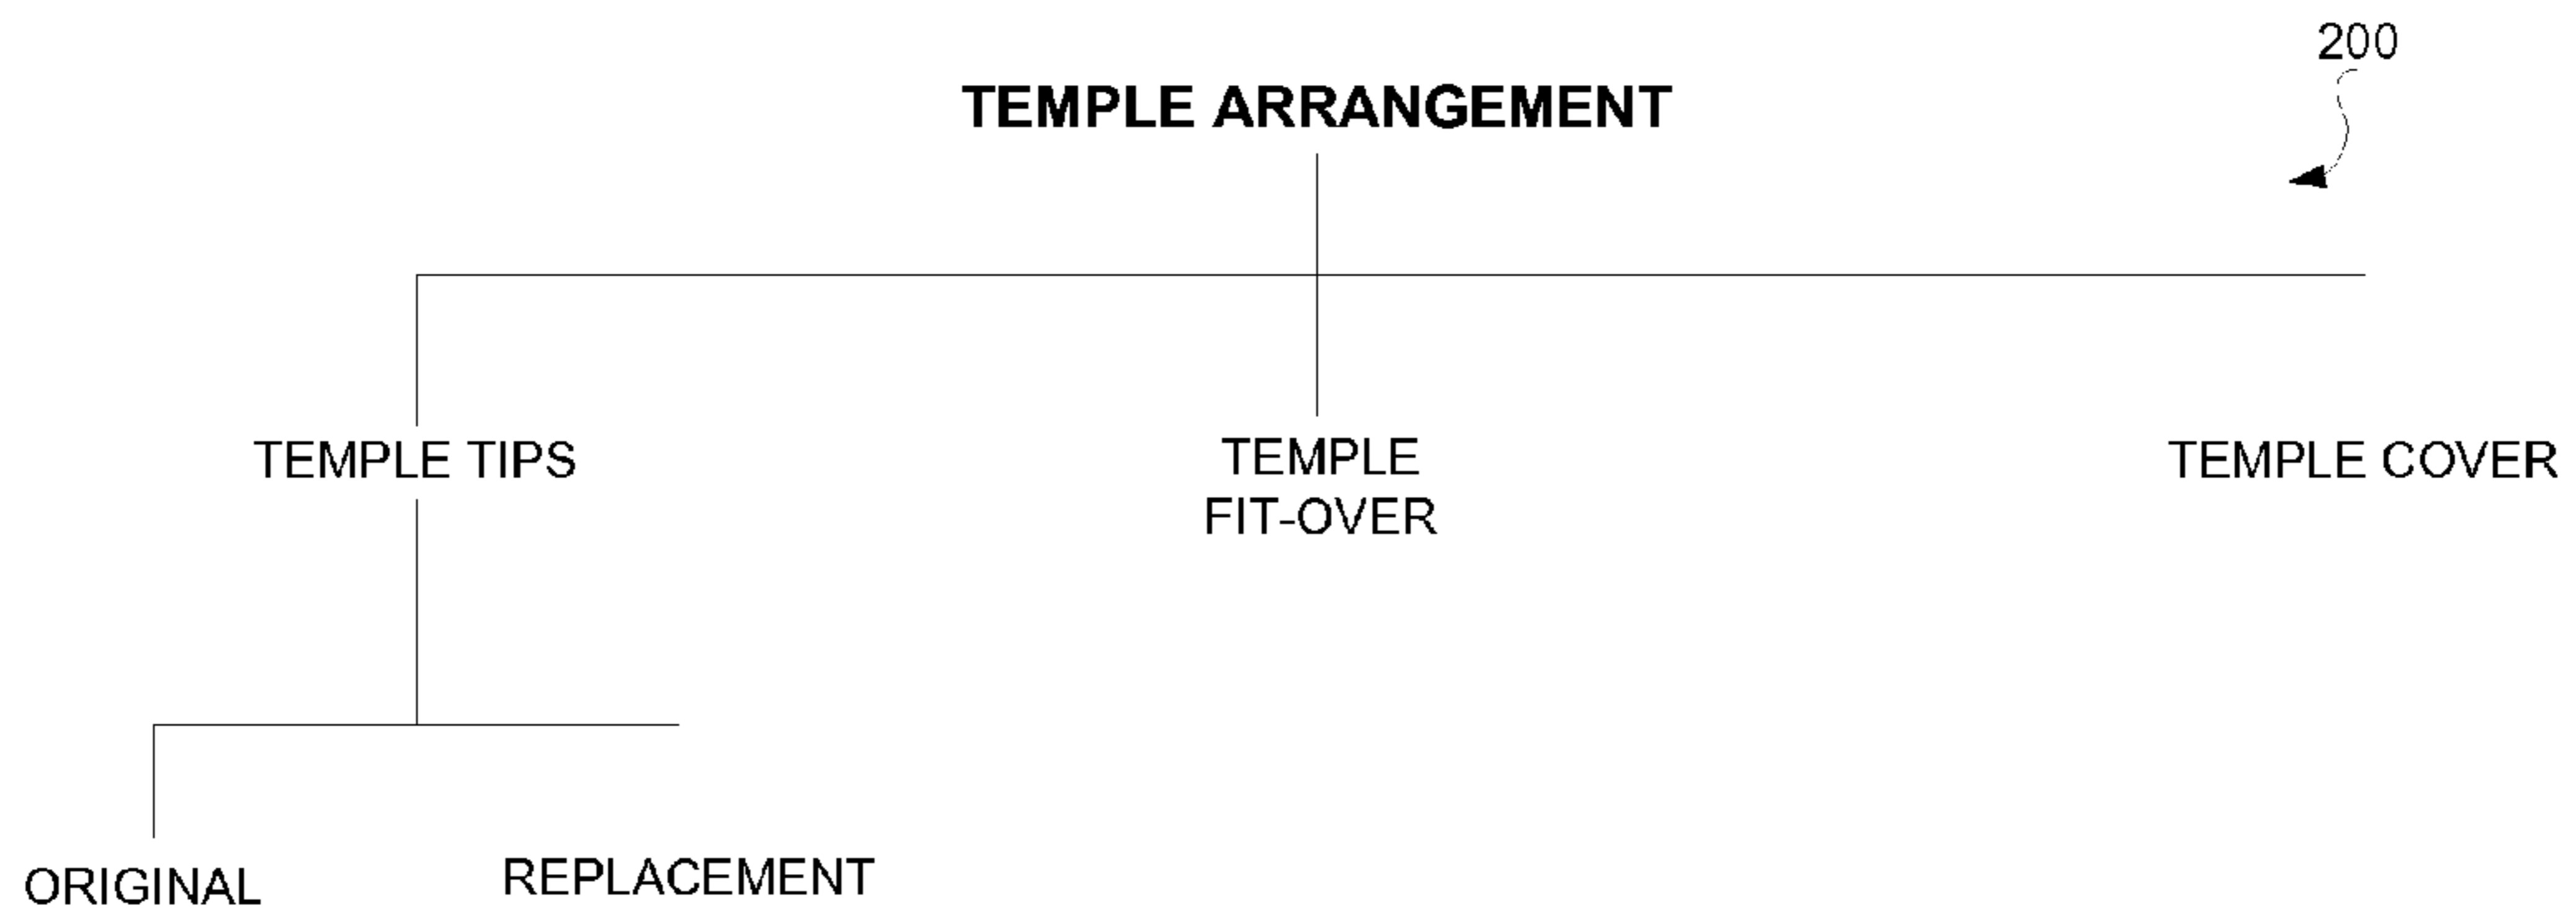 200
TEMPLE ARRANGEMENT
TEMPLE TIPS
TEMPLE
FIT-OVER
TEMPLE COVER
ORIGINAL
REPLACEMENT